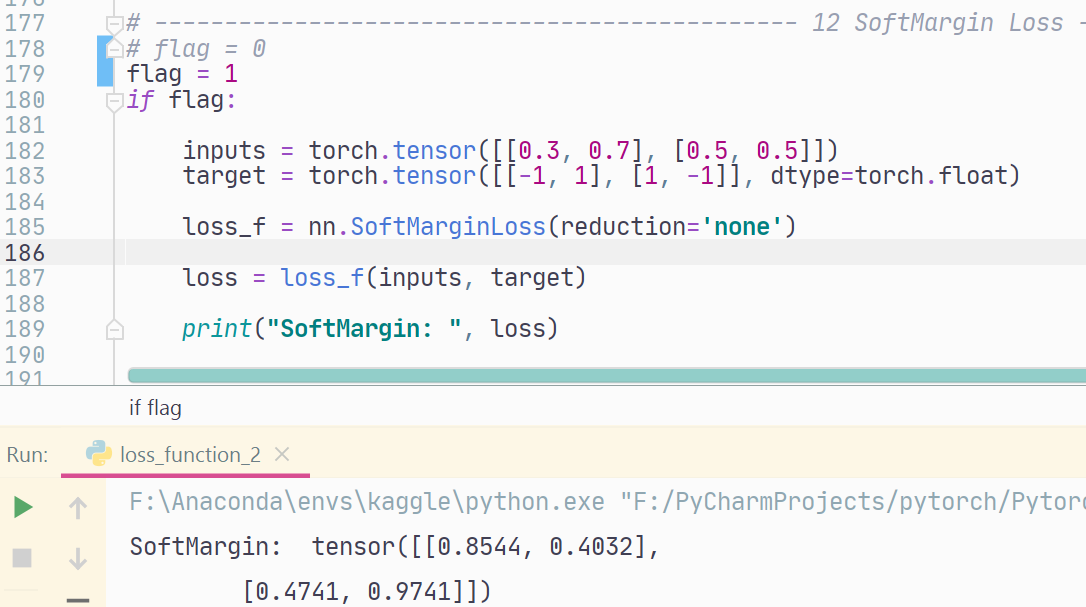 177 # ---------------------------------------------- 12 SoftMargin Loss -
178 # flag = 0
179 flag = 1
180 if flag:
181
182 inputs = torch.tensor([[0.3, 0.7], [0.5, 0.5]])
183 target = torch.tensor([[-1, 1], [1, -1]], dtype=torch.float)
184
185 loss_f = nn.SoftMarginLoss(reduction='none')
186
187 loss = loss_f(inputs, target)
188
189 print("SoftMargin: ", loss)
190
191
if flag
Run: loss_function_2
F:\Anaconda\envs\kaggle\python.exe "F:/PyCharmProjects/pytorch/Pytorc
SoftMargin:  tensor([[0.8544, 0.4032],
[0.4741, 0.9741]])